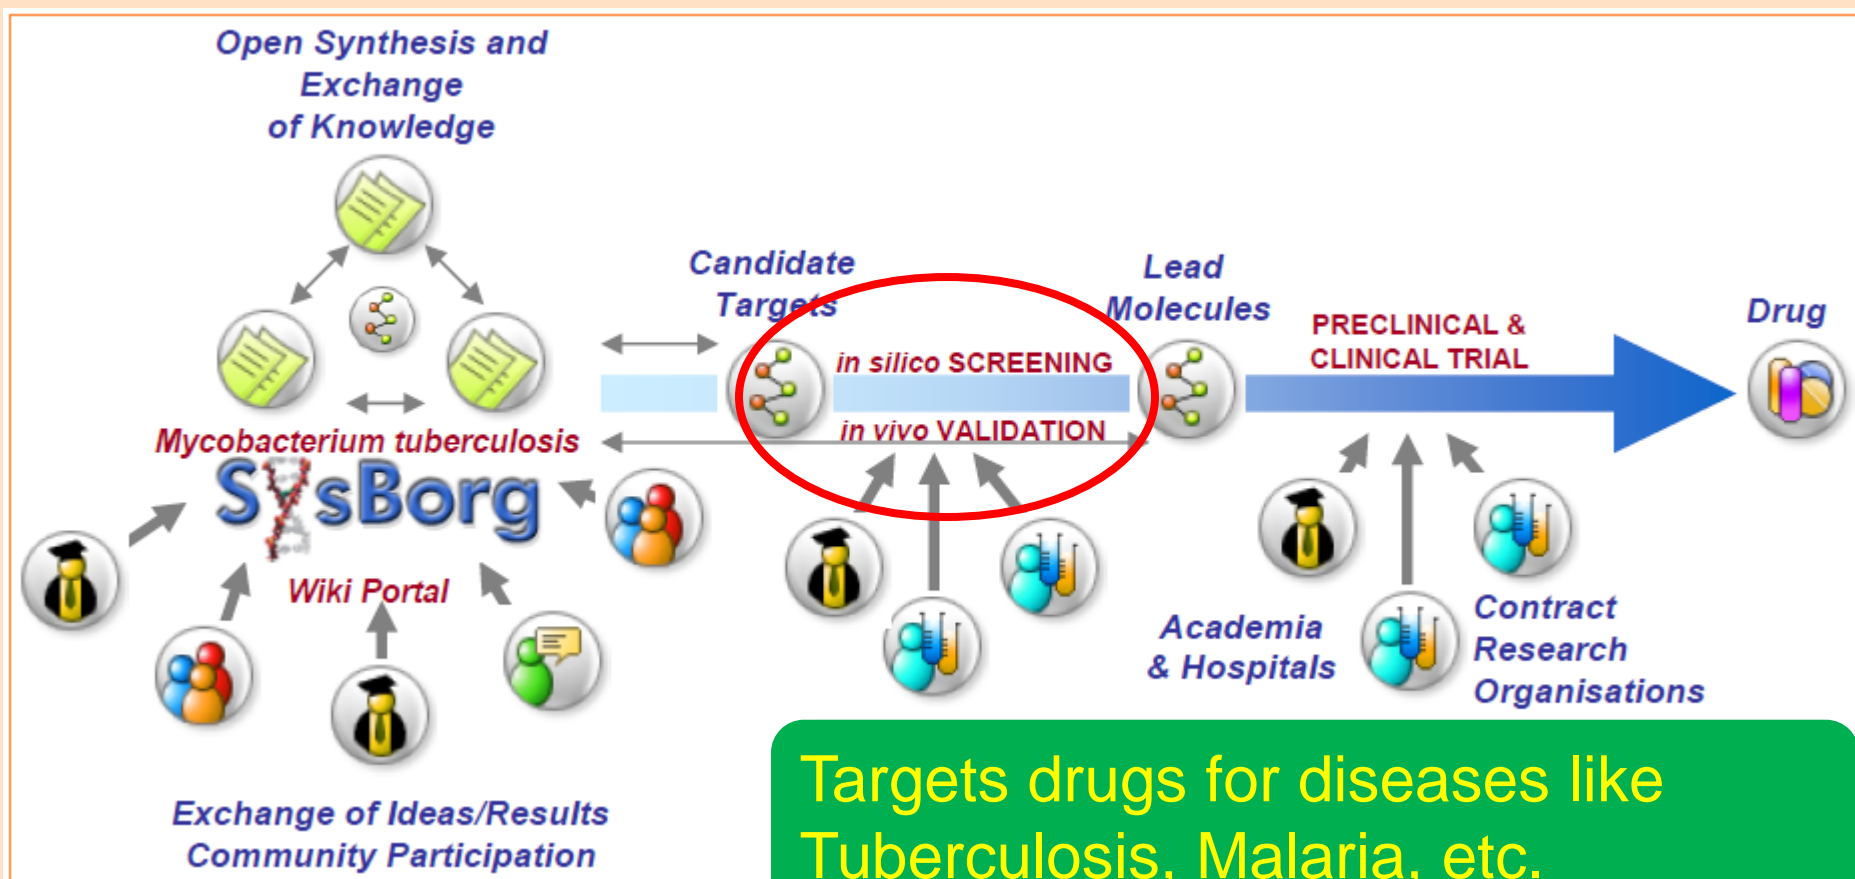 Open Synthesis and
Exchange
of Knowledge
Candidate
Targets
Lead
Molecules
Drug
PRECLINICAL &
CLINICAL TRIAL
in silico SCREENING
in vivo VALIDATION
Mycobacterium tuberculosis
SysBorg
Wiki Portal
Academia
& Hospitals
Contract
Research
Organisations
Exchange of Ideas/Results
Community Participation
Targets drugs for diseases like
Tuberculosis, Malaria, etc.